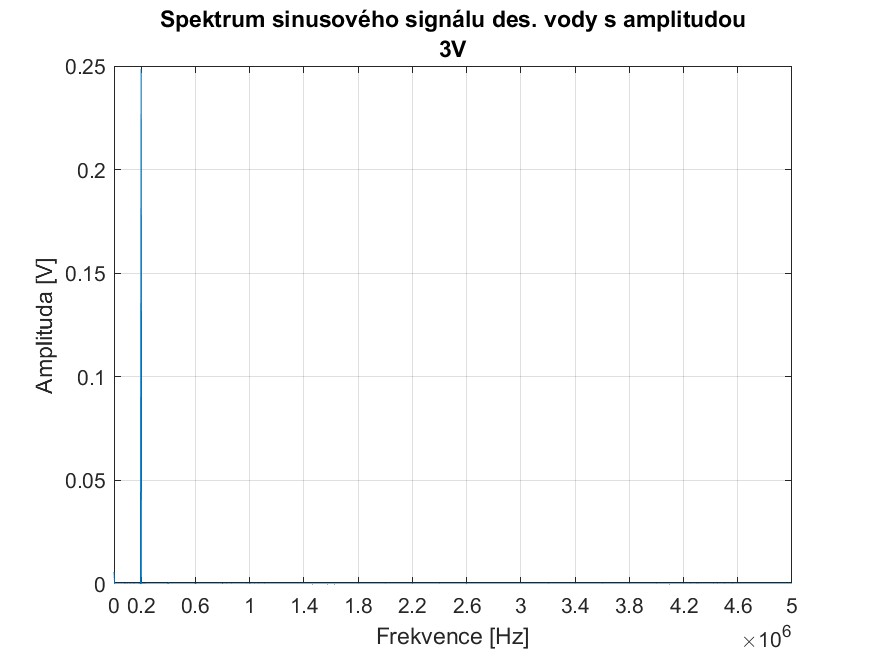 Spektrum sinusového signálu des. vody s amplitudou
3V
0.25
0.2
0.15
0.1
0.05
0
Amplituda [V]
0 0.2 0.6 1 1.4 1.8 2.2 2.6 3 3.4 3.8 4.2 4.6 5
Frekvence [Hz]
×10⁶